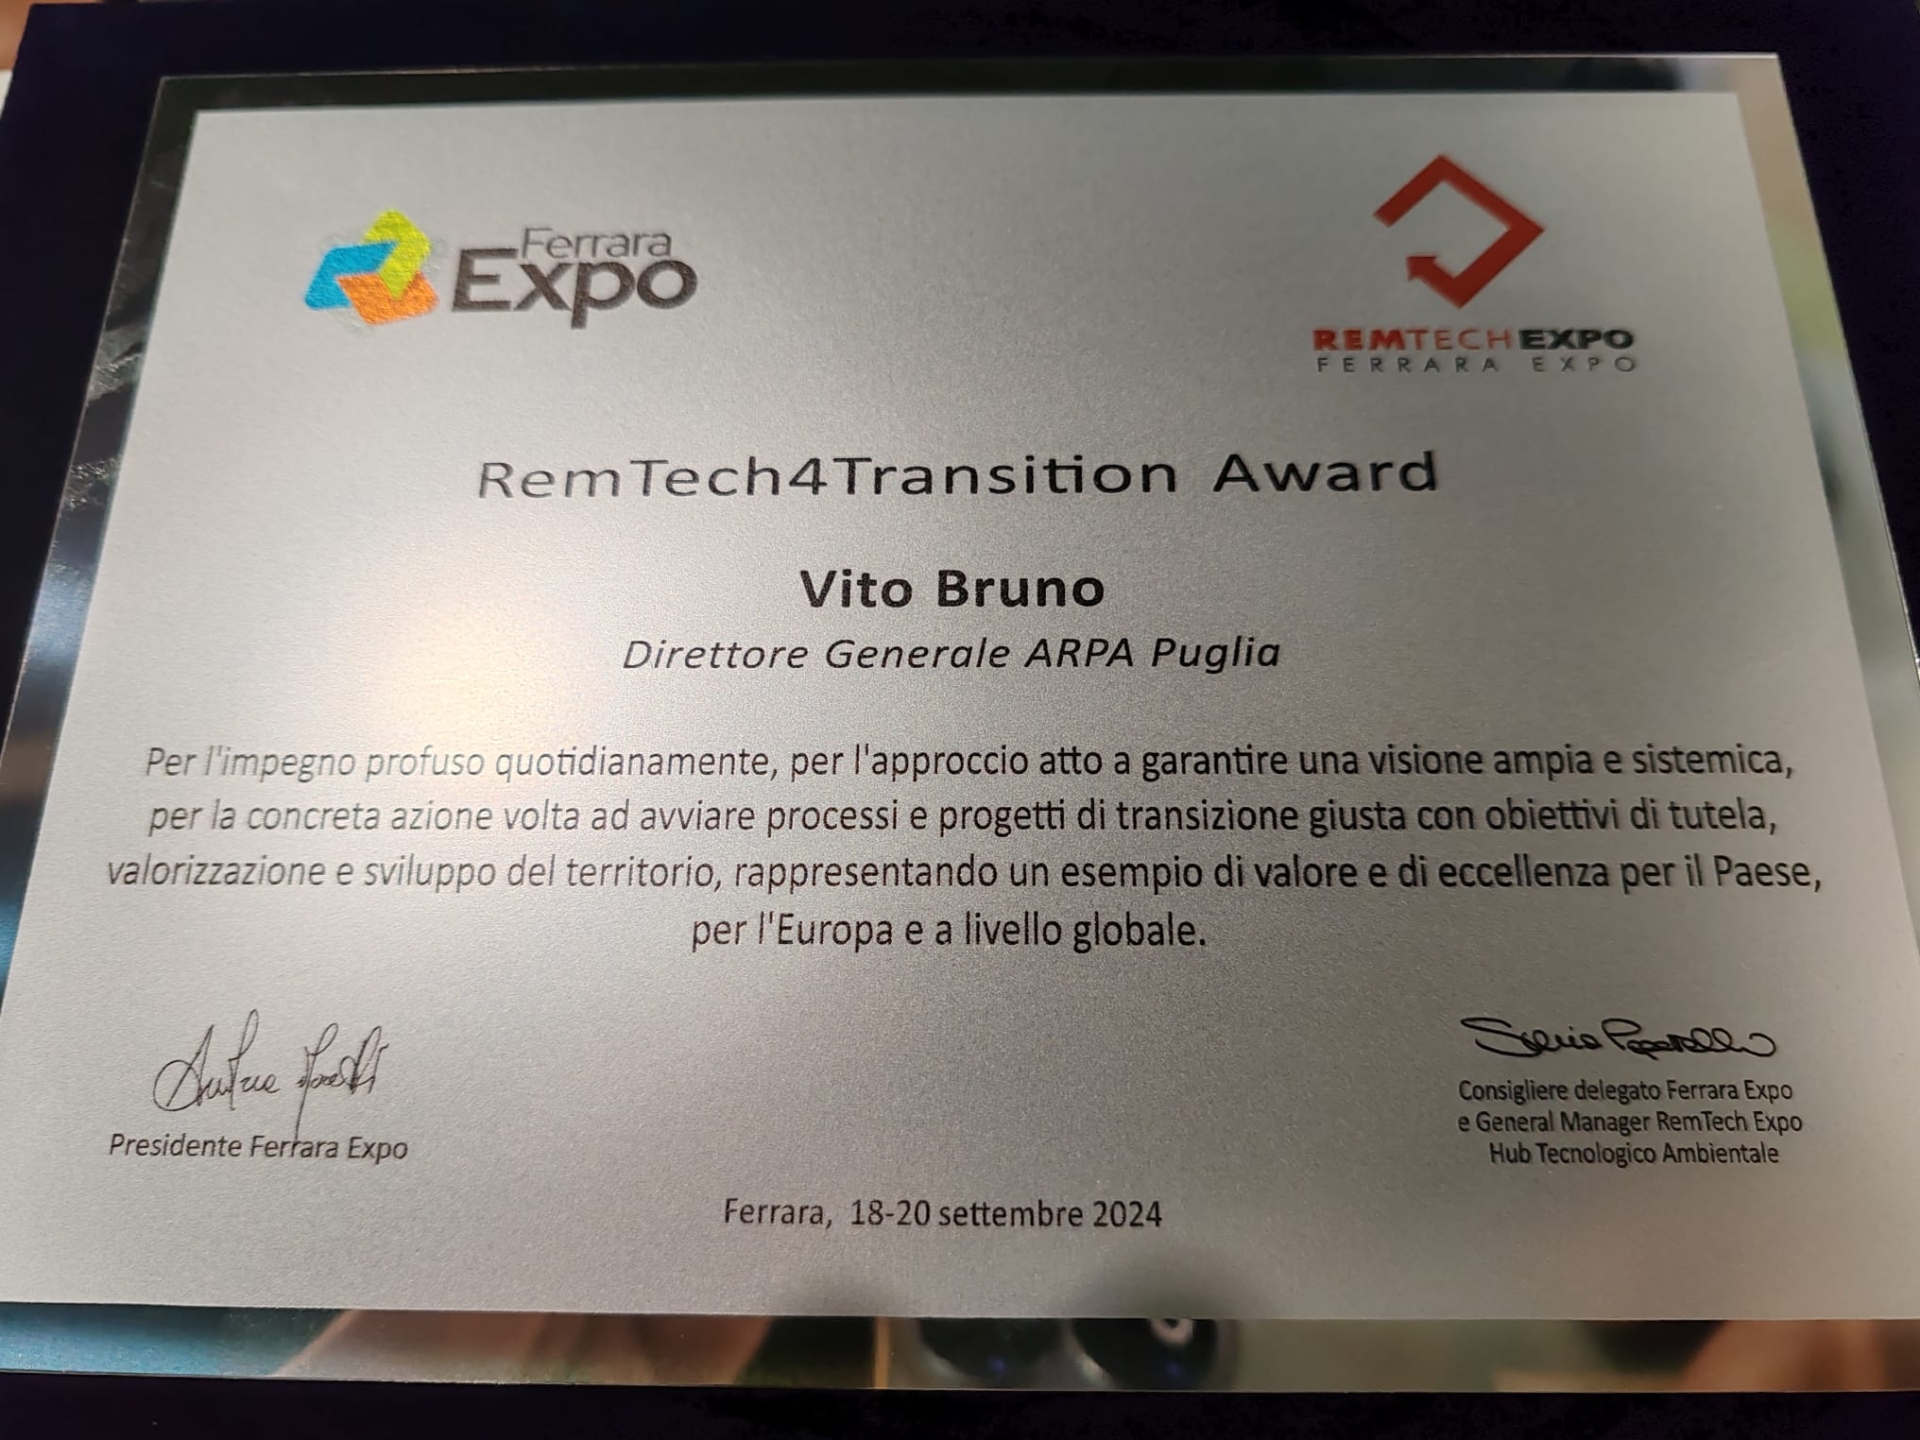 Ferrara
Expo
REMTECHEXPO
FERRARA EXPO
RemTech4Transition Award
Vito Bruno
Direttore Generale ARPA Puglia
Per l'impegno profuso quotidianamente, per l'approccio atto a garantire una visione ampia e sistemica,
per la concreta azione volta ad avviare processi e progetti di transizione giusta con obiettivi di tutela,
valorizzazione e sviluppo del territorio, rappresentando un esempio di valore e di eccellenza per il Paese,
per l'Europa e a livello globale.
Presidente Ferrara Expo
Consigliere delegato Ferrara Expo
e General Manager RemTech Expo
Hub Tecnologico Ambientale
Ferrara, 18-20 settembre 2024